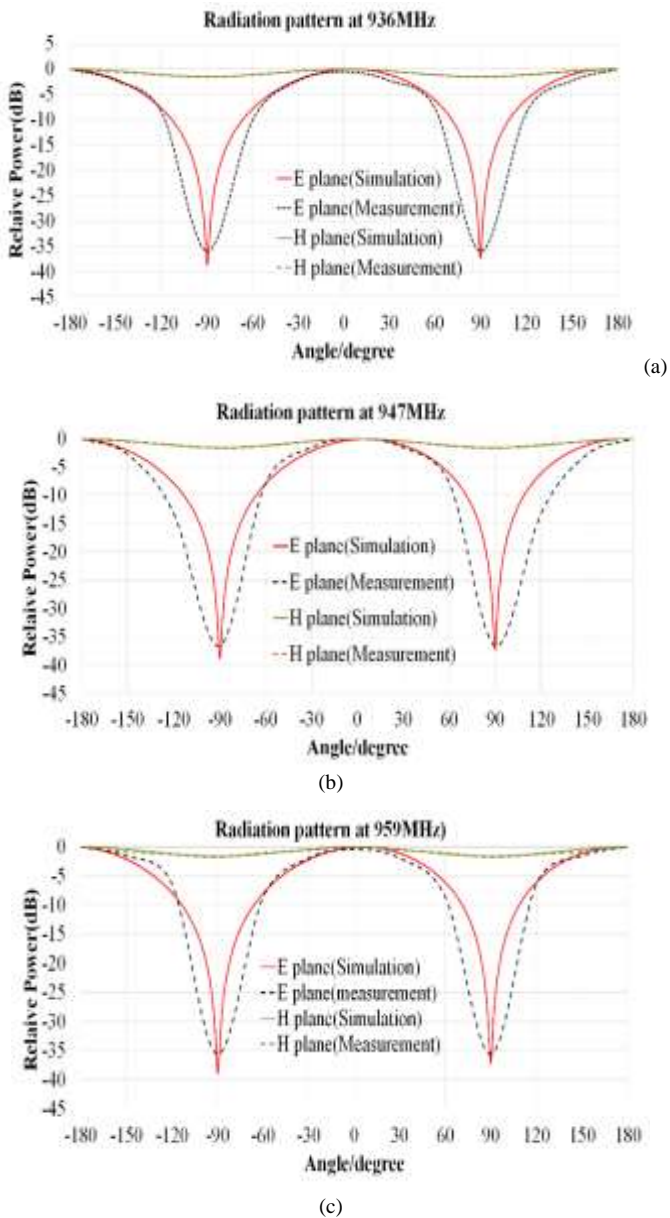 Radiation pattern at 936MHz
5
0
-5
-10
-15
-20
-25
-30
-35
-40
-45
Relaive Power(dB)
E plane(Simulation)
E plane(Measurement)
H plane(Simulation)
H plane(Measurement)
-180 -150 -120 -90 -60 -30 0 30 60 90 120 150 180
Angle/degree
(a)
Radiation pattern at 947MHz
0
-5
-10
-15
-20
-25
-30
-35
-40
-45
Relaive Power(dB)
E plane(Simulation)
E plane(Measurement)
H plane(Simulation)
H plane(Measurement)
-180 -150 -120 -90 -60 -30 0 30 60 90 120 150 180
Angle/degree
(b)
Radiation pattern at 959MHz)
0
-5
-10
-15
-20
-25
-30
-35
-40
-45
Relaive Power(dB)
E plane(Simulation)
E plane(measurement)
H plane(Simulation)
H plane(Measurement)
-180 -150 -120 -90 -60 -30 0 30 60 90 120 150 180
Angle/degree
(c)